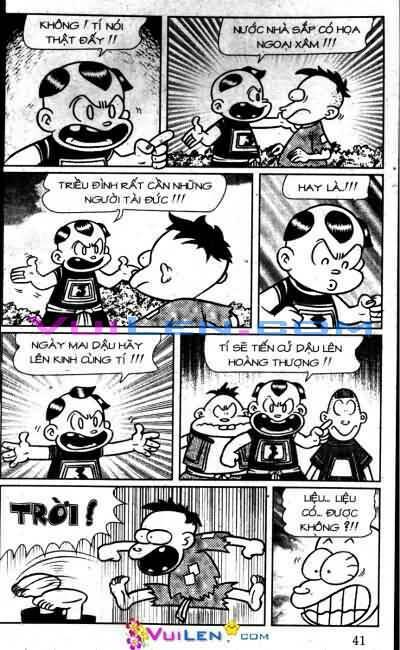 KHÔNG ! TÍ NÓI
THẬT ĐẤY !!
NƯỚC NHÀ SẮP CÓ HỌA
NGOẠI XÂM !!
TRIỀU ĐÌNH RẤT CẦN NHỮNG
NGƯỜI TÀI ĐỨC !!!
HAY LÀ...!!!
VUILEN.COM
NGÀY MAI DẬU HÃY
LÊN KINH CÙNG TÍ !!!
TÍ SẼ TIẾN CỬ DẬU LÊN
HOÀNG THƯỢNG !!
TRỜI !
LIỆU... LIỆU
CÓ... ĐƯỢC
KHÔNG ?!!
VUILEN.COM
41